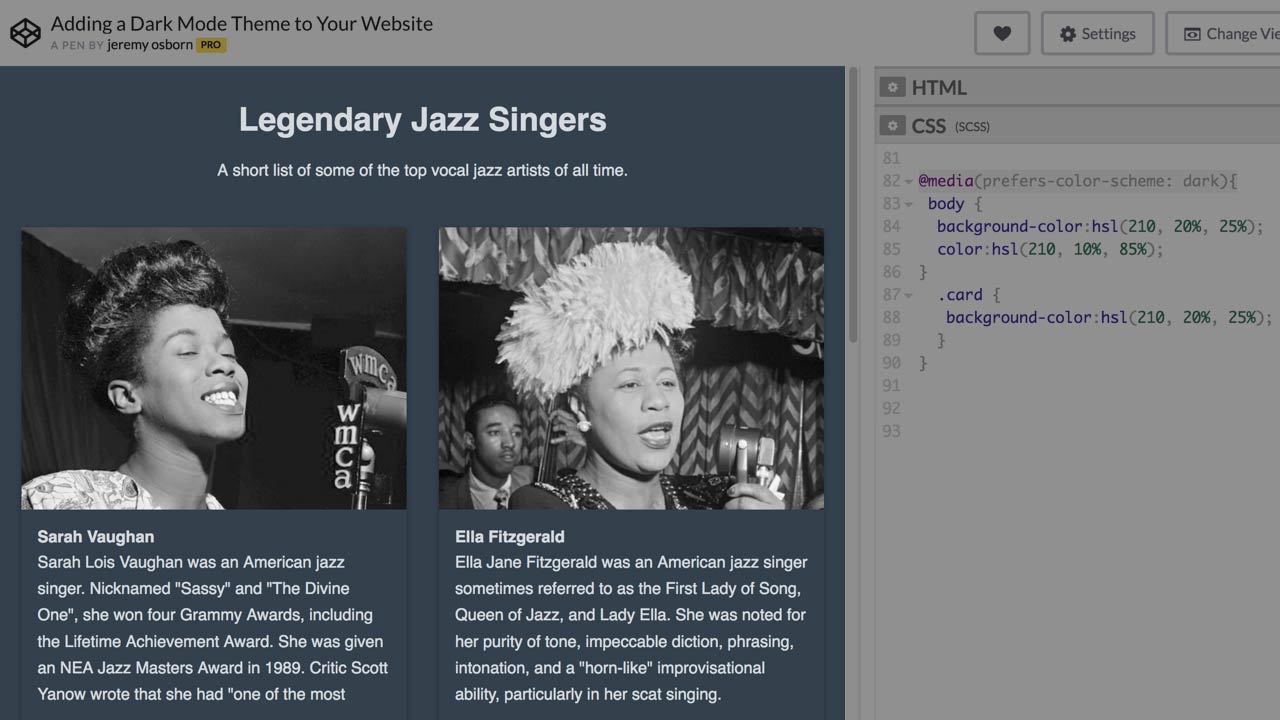 Adding a Dark Mode Theme to Your Website
A PEN BY jeremy osborn PRO
Settings
Change Vie
Legendary Jazz Singers
A short list of some of the top vocal jazz artists of all time.
wmca
wmca
Sarah Vaughan
Sarah Lois Vaughan was an American jazz
singer. Nicknamed "Sassy" and "The Divine
One", she won four Grammy Awards, including
the Lifetime Achievement Award. She was given
an NEA Jazz Masters Award in 1989. Critic Scott
Yanow wrote that she had "one of the most
Ella Fitzgerald
Ella Jane Fitzgerald was an American jazz singer
sometimes referred to as the First Lady of Song,
Queen of Jazz, and Lady Ella. She was noted for
her purity of tone, impeccable diction, phrasing,
intonation, and a "horn-like" improvisational
ability, particularly in her scat singing.
HTML
CSS (SCSS)
81
82 @media(prefers-color-scheme: dark){
83 body {
84 background-color:hsl(210, 20%, 25%);
85 color:hsl(210, 10%, 85%);
86 }
87 .card {
88 background-color:hsl(210, 20%, 25%);
89 }
90 }
91
92
93